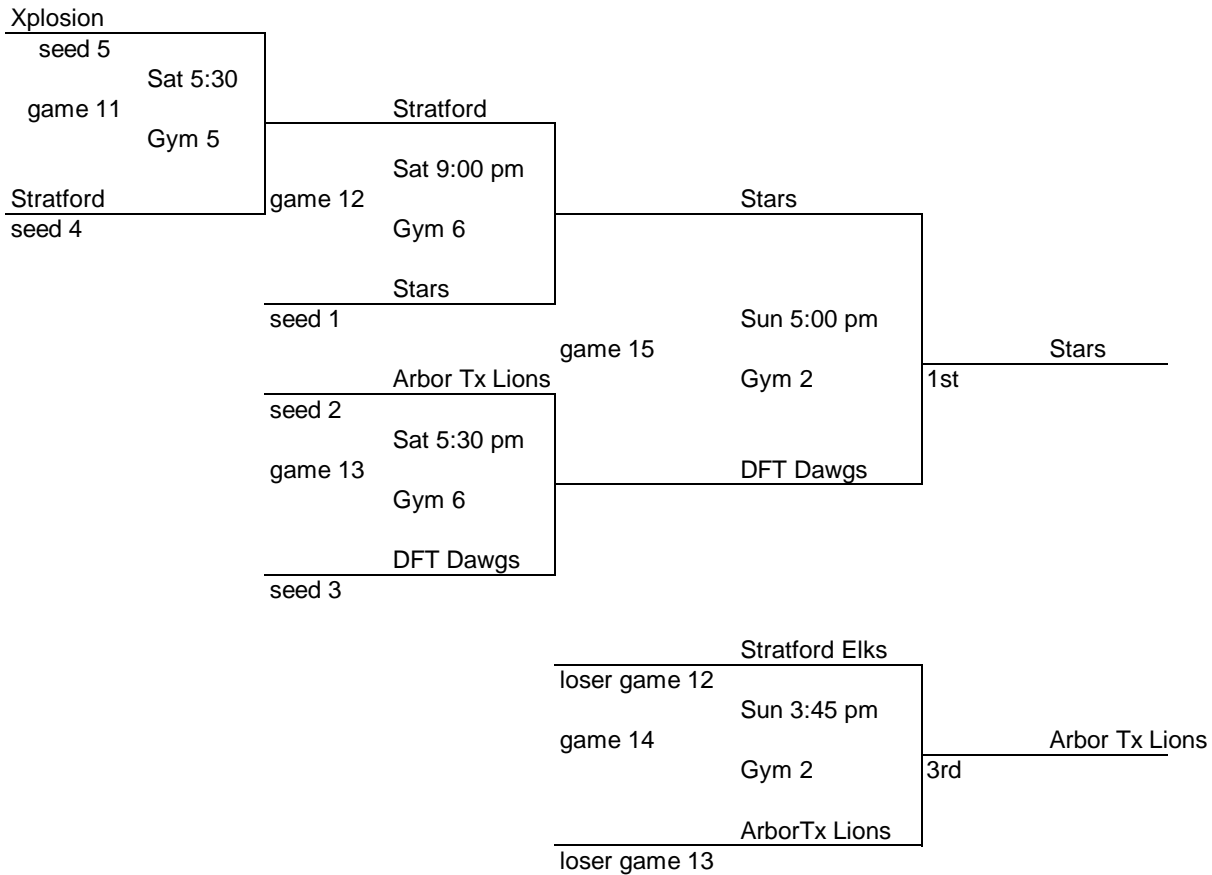 Xplosion
seed 5
Sat 5:30
game 11
Stratford
Gym 5
Sat 9:00 pm
Stratford
game 12
Stars
seed 4
Gym 6
Stars
seed 1
Sun 5:00 pm
game 15
Stars
Arbor Tx Lions
Gym 2
1st
seed 2
Sat 5:30 pm
game 13
DFT Dawgs
Gym 6
DFT Dawgs
seed 3
Stratford Elks
loser game 12
Sun 3:45 pm
game 14
Arbor Tx Lions
Gym 2
3rd
ArborTx Lions
loser game 13